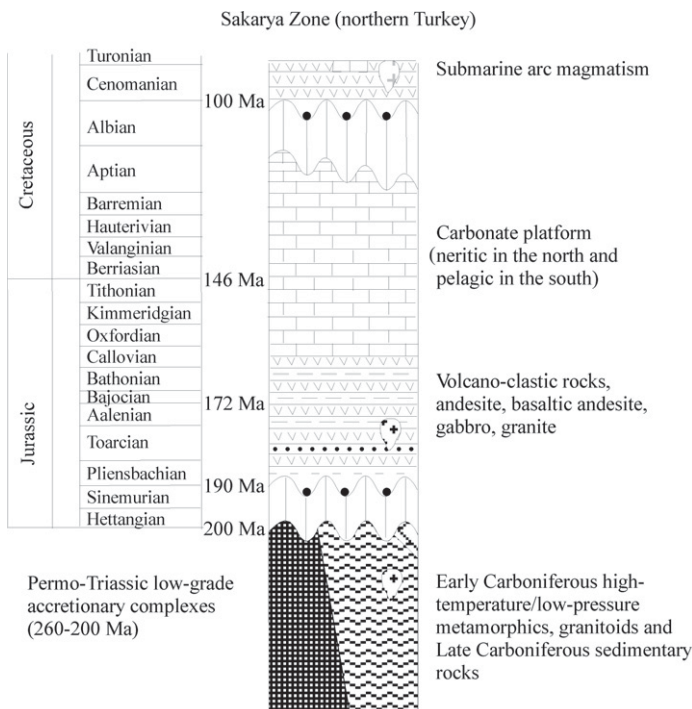 Sakarya Zone (northern Turkey)
Turonian
Submarine arc magmatism
Cenomanian
100 Ma
Albian
Cretaceous
Aptian
Barremian
Hauterivian
Carbonate platform
(neritic in the north and
pelagic in the south)
Valanginian
Berriasian
146 Ma
Tithonian
Kimmeridgian
Oxfordian
Callovian
Bathonian
Volcano-clastic rocks,
andesite, basaltic andesite,
gabbro, granite
Bajocian
172 Ma
Aalenian
Jurassic
Toarcian
Pliensbachian
190 Ma
Sinemurian
Hettangian
200 Ma
Permo-Triassic low-grade
accretionary complexes
(260-200 Ma)
Early Carboniferous high-
temperature/low-pressure
metamorphics, granitoids and
Late Carboniferous sedimentary
rocks